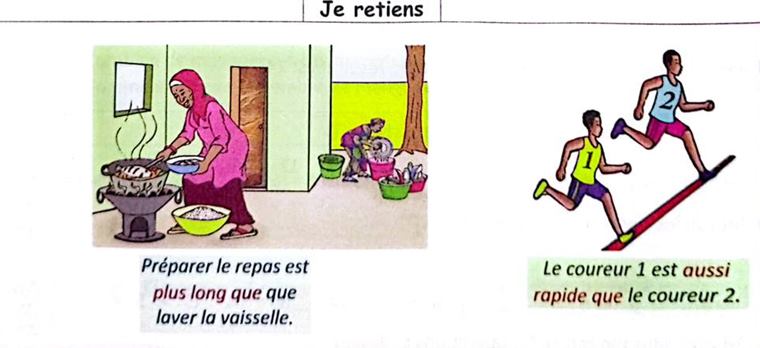 Je retiens
Préparer le repas est
plus long que que
laver la vaisselle.
1
2
Le coureur 1 est aussi
rapide que le coureur 2.